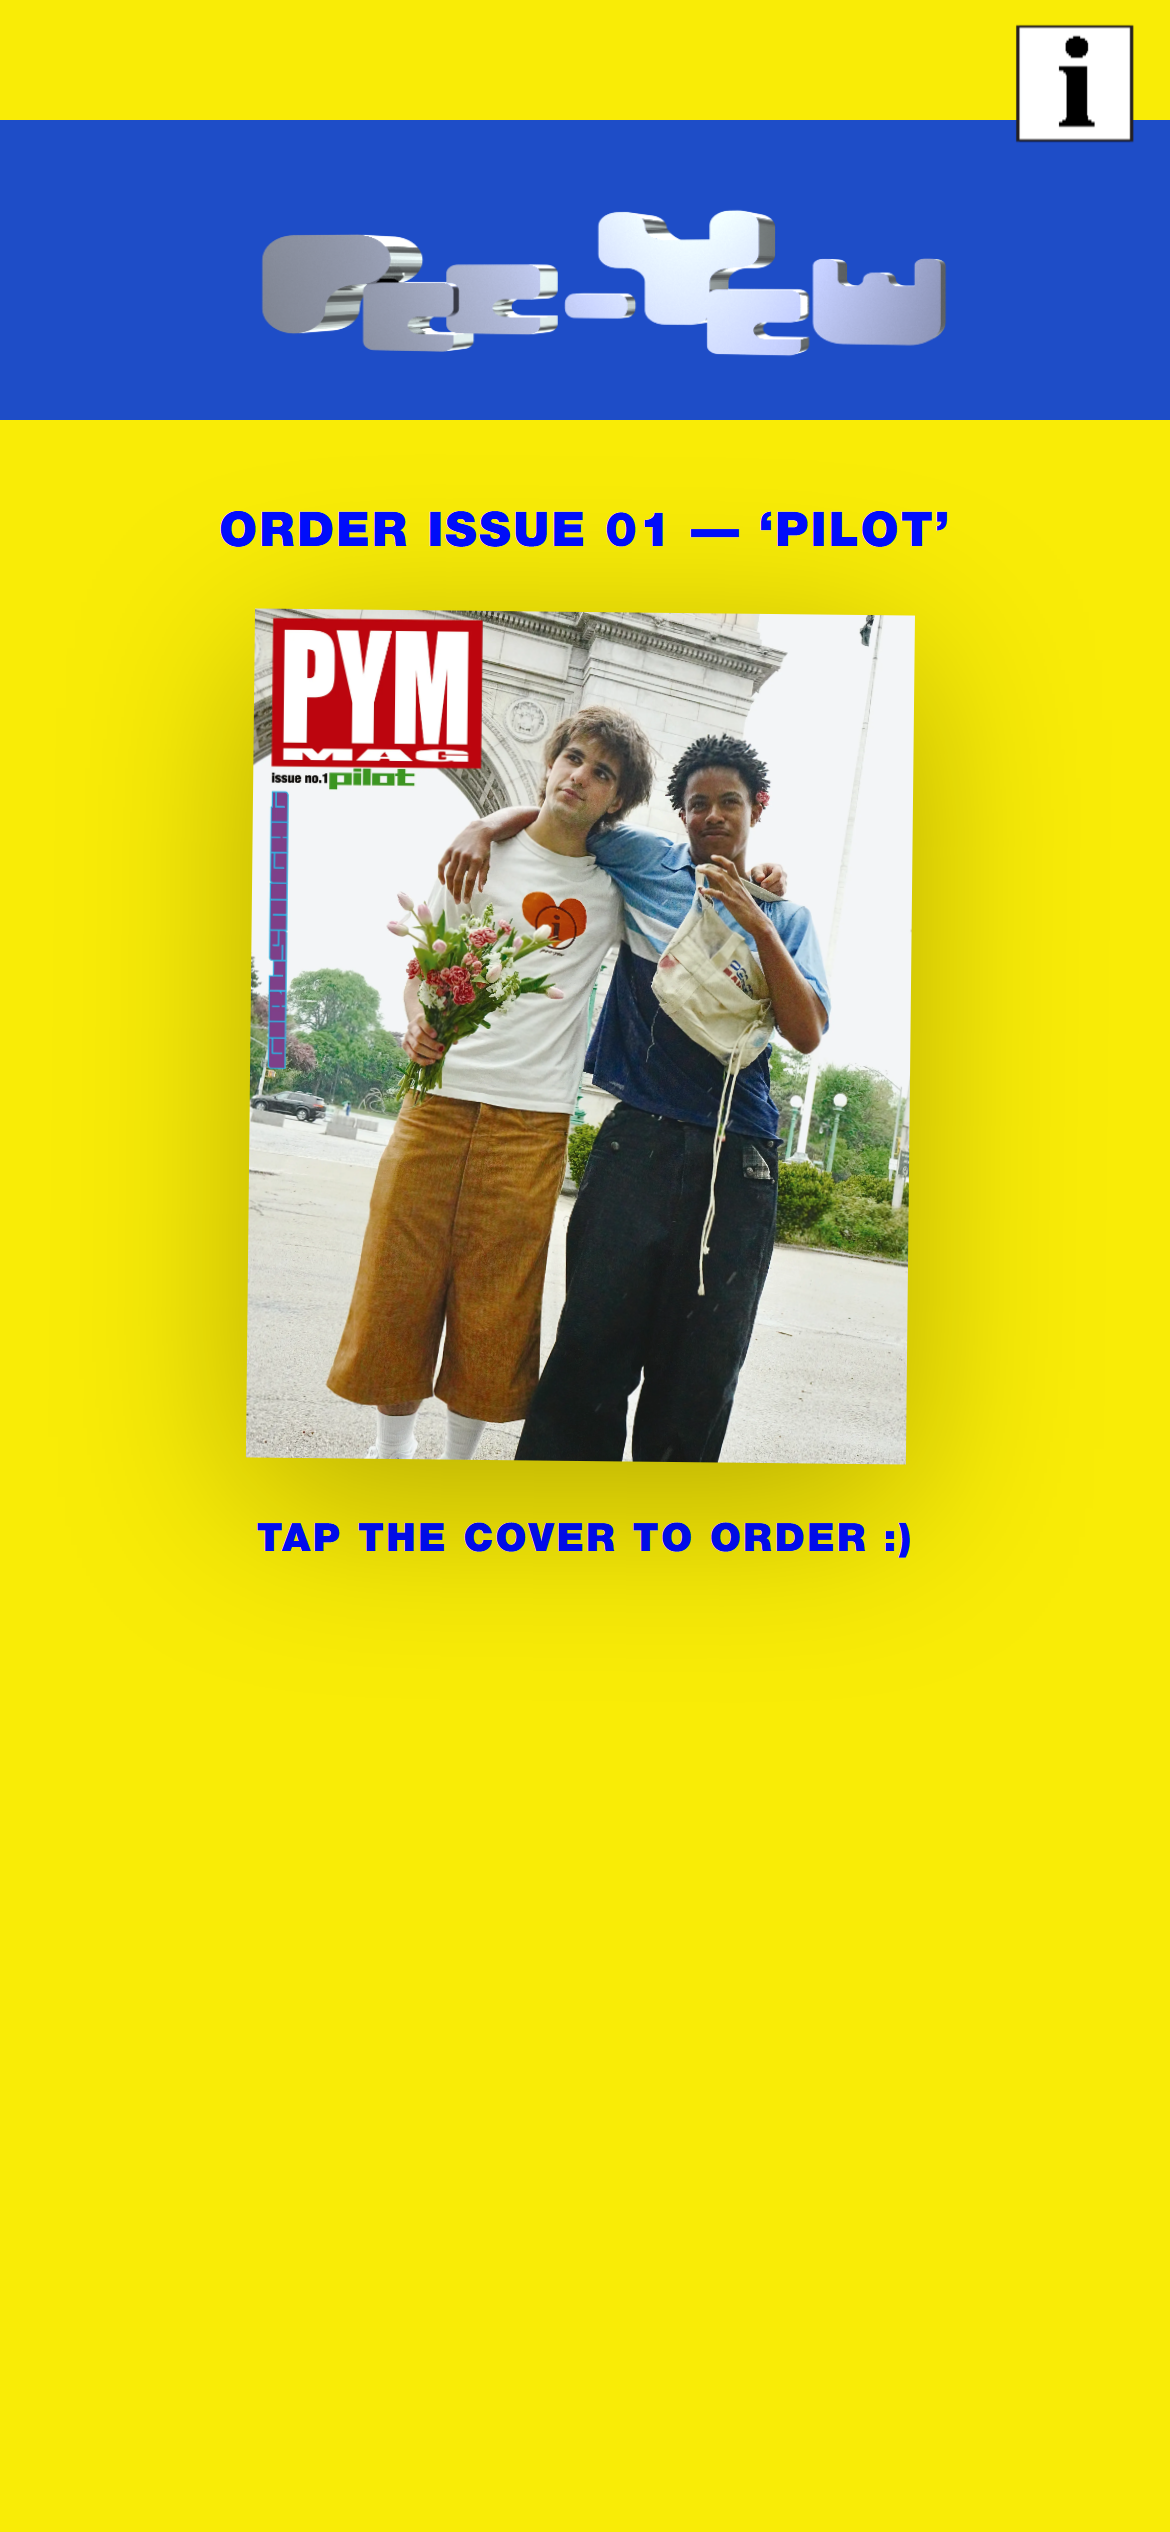 i
Pee-Yew
ORDER ISSUE 01 — ‘PILOT’
PYM
MAG
issue no.1 pilot
i
TAP THE COVER TO ORDER :)